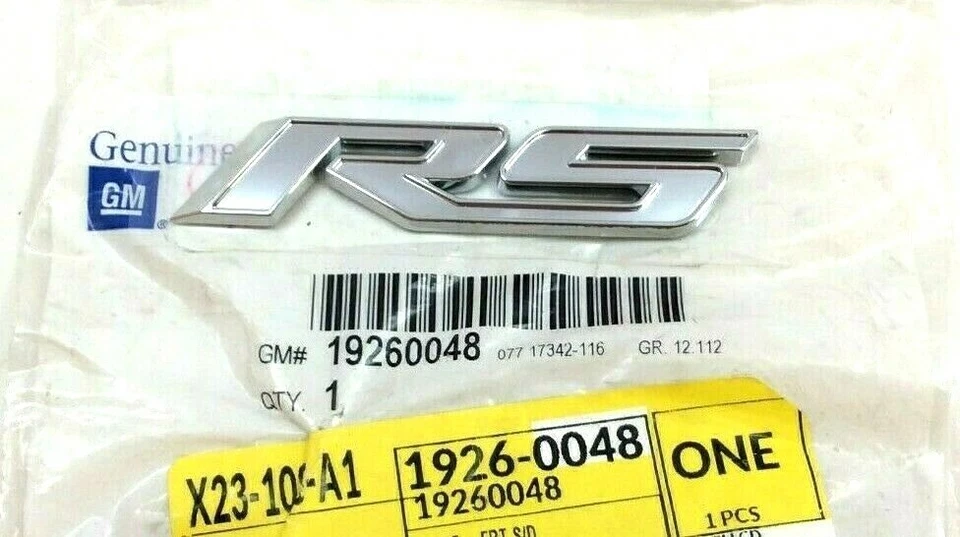 RS
Genuine
GM
®
GM# 19260048 077 17342-116 GR. 12.112
QTY. 1
1926-0048
19260048
ONE
1 PCS
FRT S/D